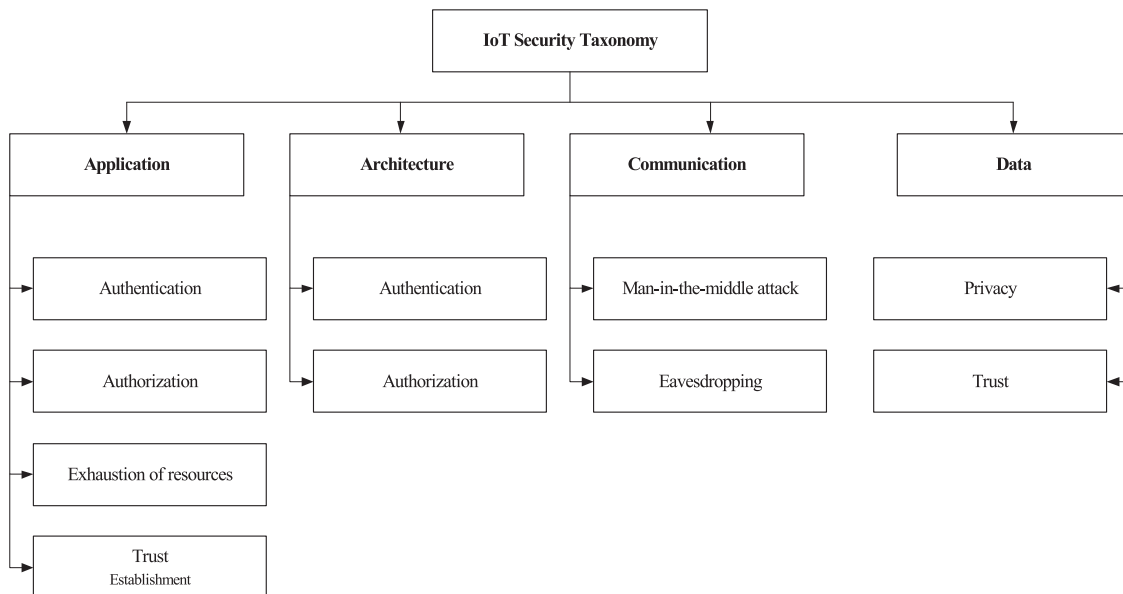 IoT Security Taxonomy
Application
Architecture
Communication
Data
Authentication
Authentication
Man-in-the-middle attack
Privacy
Authorization
Authorization
Eavesdropping
Trust
Exhaustion of resources
Trust
Establishment